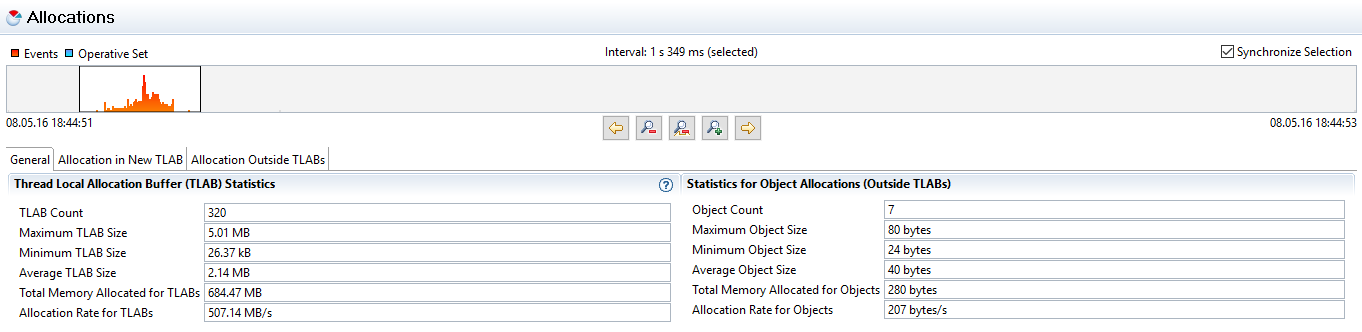 Allocations
Events Operative Set Interval: 1 s 349 ms (selected) Synchronize Selection
08.05.16 18:44:51 08.05.16 18:44:53
General Allocation in New TLAB Allocation Outside TLABs
Thread Local Allocation Buffer (TLAB) Statistics
TLAB Count 320
Maximum TLAB Size 5.01 MB
Minimum TLAB Size 26.37 kB
Average TLAB Size 2.14 MB
Total Memory Allocated for TLABs 684.47 MB
Allocation Rate for TLABs 507.14 MB/s
Statistics for Object Allocations (Outside TLABs)
Object Count 7
Maximum Object Size 80 bytes
Minimum Object Size 24 bytes
Average Object Size 40 bytes
Total Memory Allocated for Objects 280 bytes
Allocation Rate for Objects 207 bytes/s